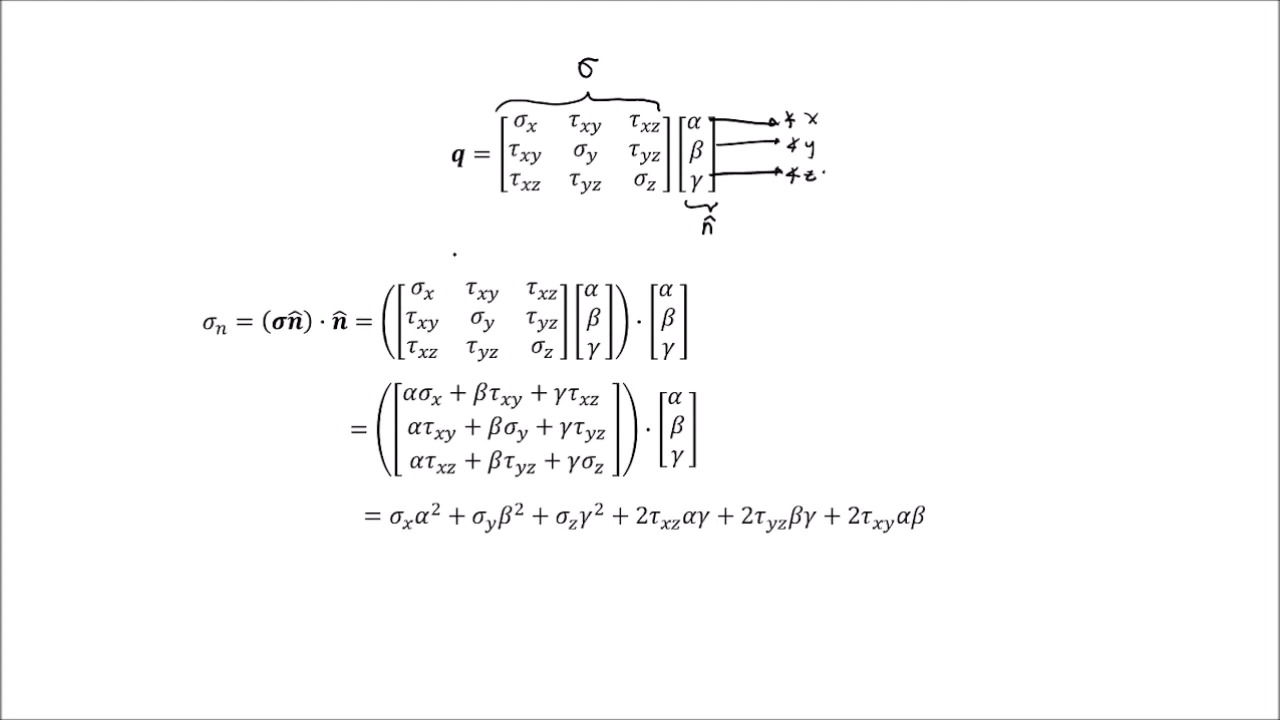 σ
q = [σ_x τ_xy τ_xz; τ_xy σ_y τ_yz; τ_xz τ_yz σ_z] [α; β; γ]
∡ x
∡ y
∡ z
n̂
σ_n = (σn̂) · n̂ = ([σ_x τ_xy τ_xz; τ_xy σ_y τ_yz; τ_xz τ_yz σ_z] [α; β; γ]) · [α; β; γ]
= ([ασ_x + βτ_xy + γτ_xz; ατ_xy + βσ_y + γτ_yz; ατ_xz + βτ_yz + γσ_z]) · [α; β; γ]
= σ_xα² + σ_yβ² + σ_zγ² + 2τ_xzαγ + 2τ_yzβγ + 2τ_xyαβ